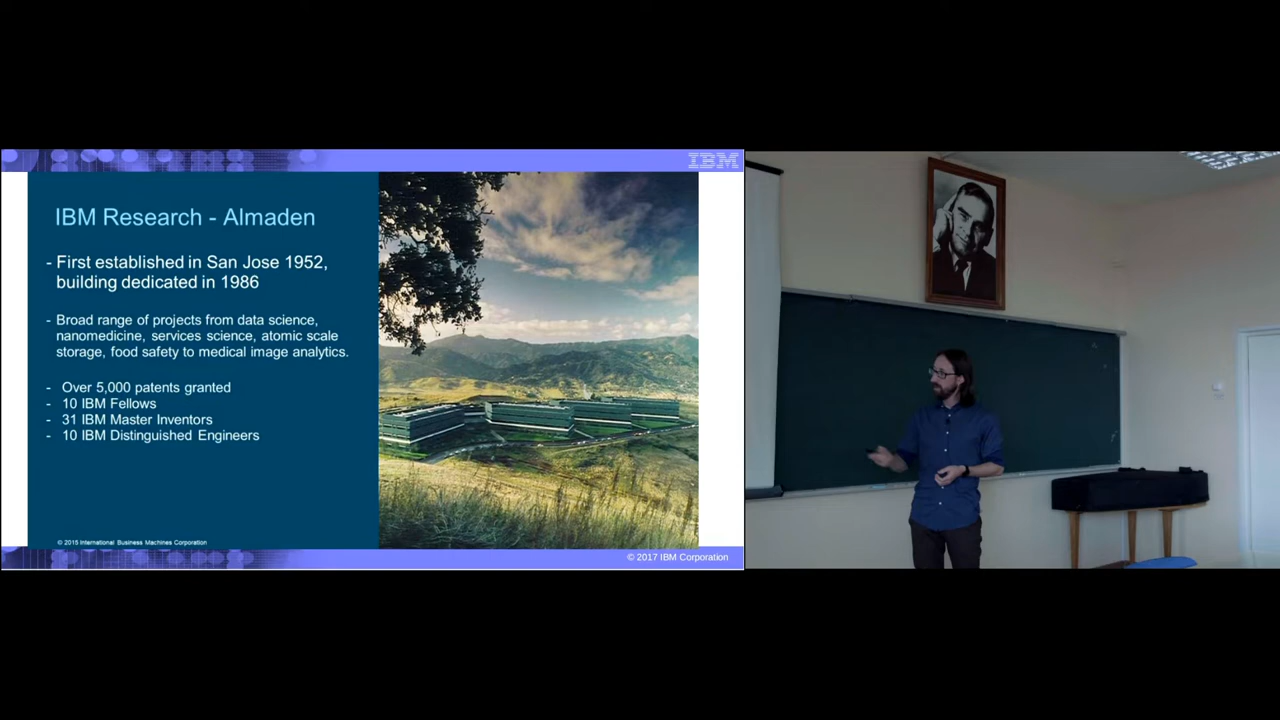 IBM
IBM Research - Almaden
- First established in San Jose 1952,
building dedicated in 1986
- Broad range of projects from data science,
nanomedicine, services science, atomic scale
storage, food safety to medical image analytics.
- Over 5,000 patents granted
- 10 IBM Fellows
- 31 IBM Master Inventors
- 10 IBM Distinguished Engineers
© 2015 International Business Machines Corporation
© 2017 IBM Corporation